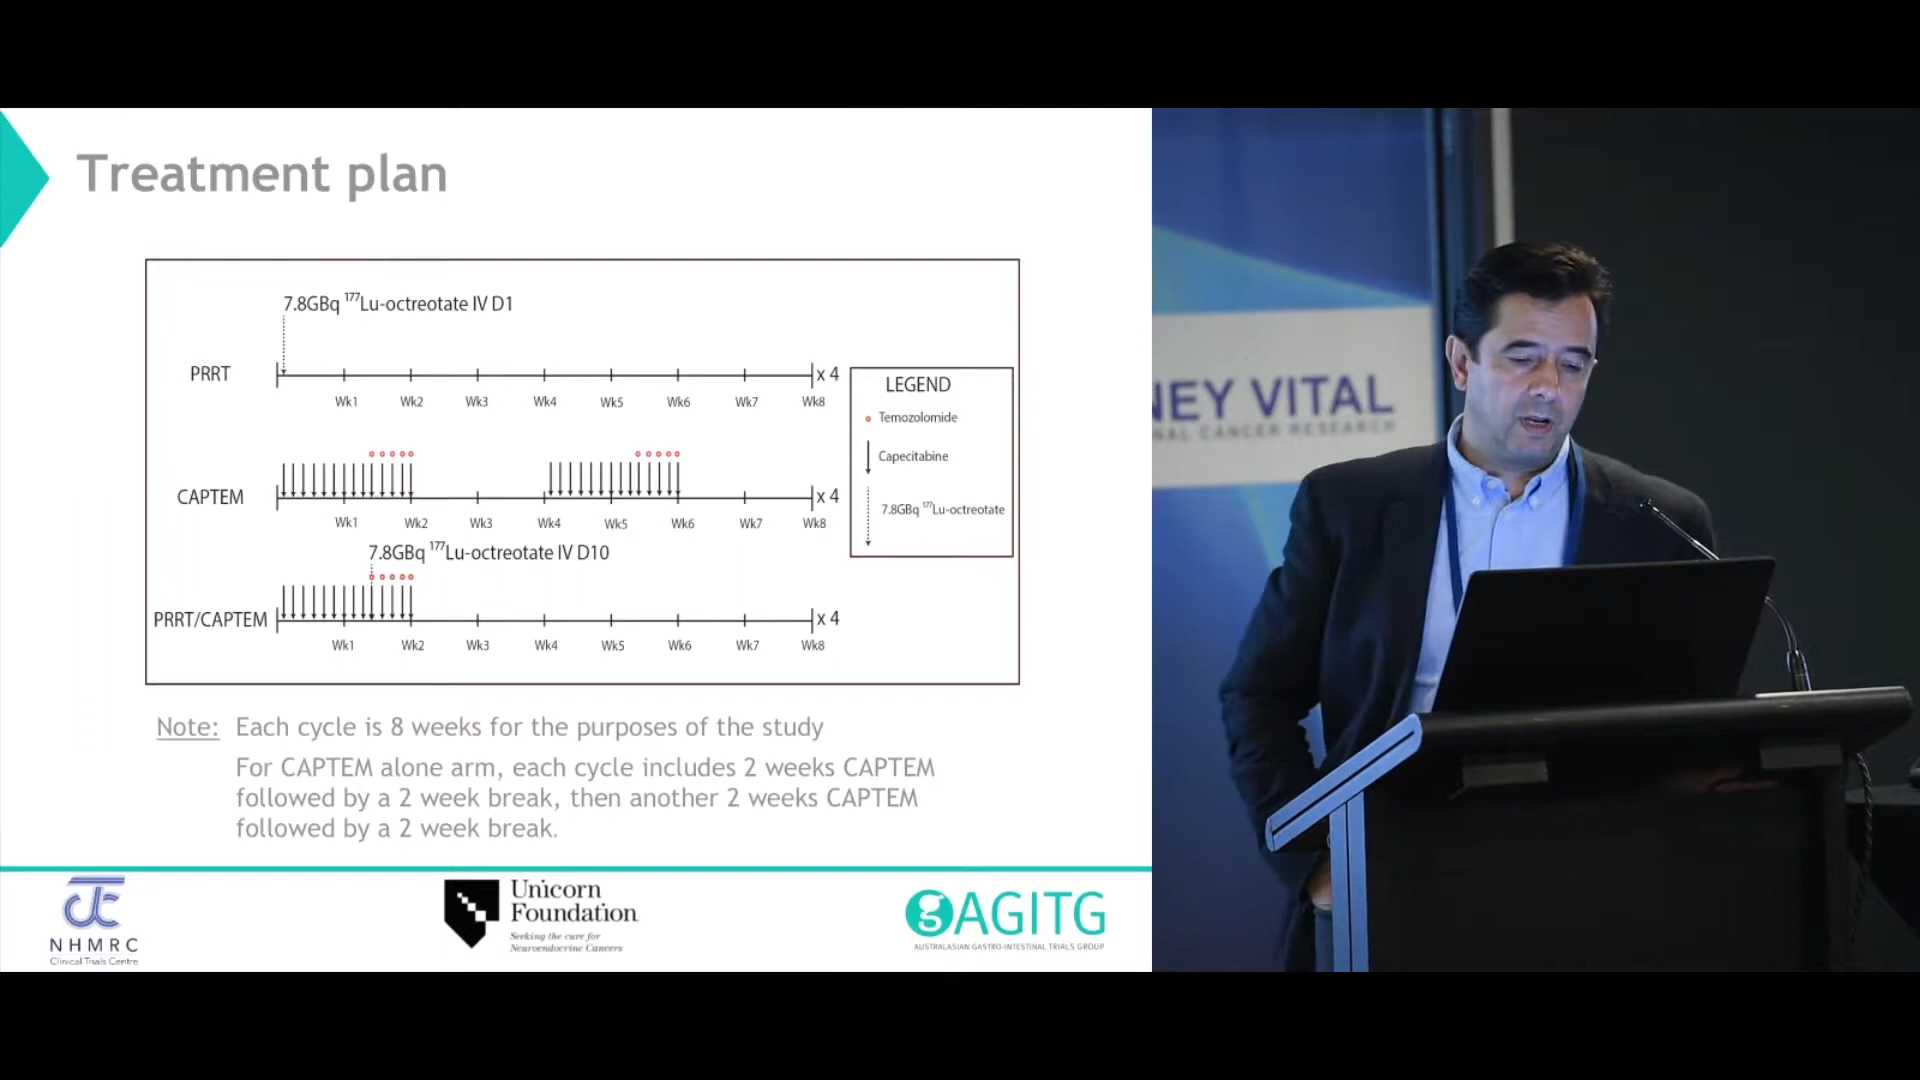 Treatment plan
7.8GBq 177Lu-octreotate IV D1
PRRT
x 4
Wk1 Wk2 Wk3 Wk4 Wk5 Wk6 Wk7 Wk8
CAPTEM
x 4
Wk1 Wk2 Wk3 Wk4 Wk5 Wk6 Wk7 Wk8
7.8GBq 177Lu-octreotate IV D10
PRRT/CAPTEM
x 4
Wk1 Wk2 Wk3 Wk4 Wk5 Wk6 Wk7 Wk8
LEGEND
Temozolomide
Capecitabine
7.8GBq 177Lu-octreotate
Note: Each cycle is 8 weeks for the purposes of the study
For CAPTEM alone arm, each cycle includes 2 weeks CAPTEM
followed by a 2 week break, then another 2 weeks CAPTEM
followed by a 2 week break.
NHMRC
Clinical Trials Centre
Unicorn
Foundation
Seeking the cure for
Neuroendocrine Cancers
AGITG
AUSTRALASIAN GASTRO-INTESTINAL TRIALS GROUP
NEY VITAL
NAL CANCER RESEARCH